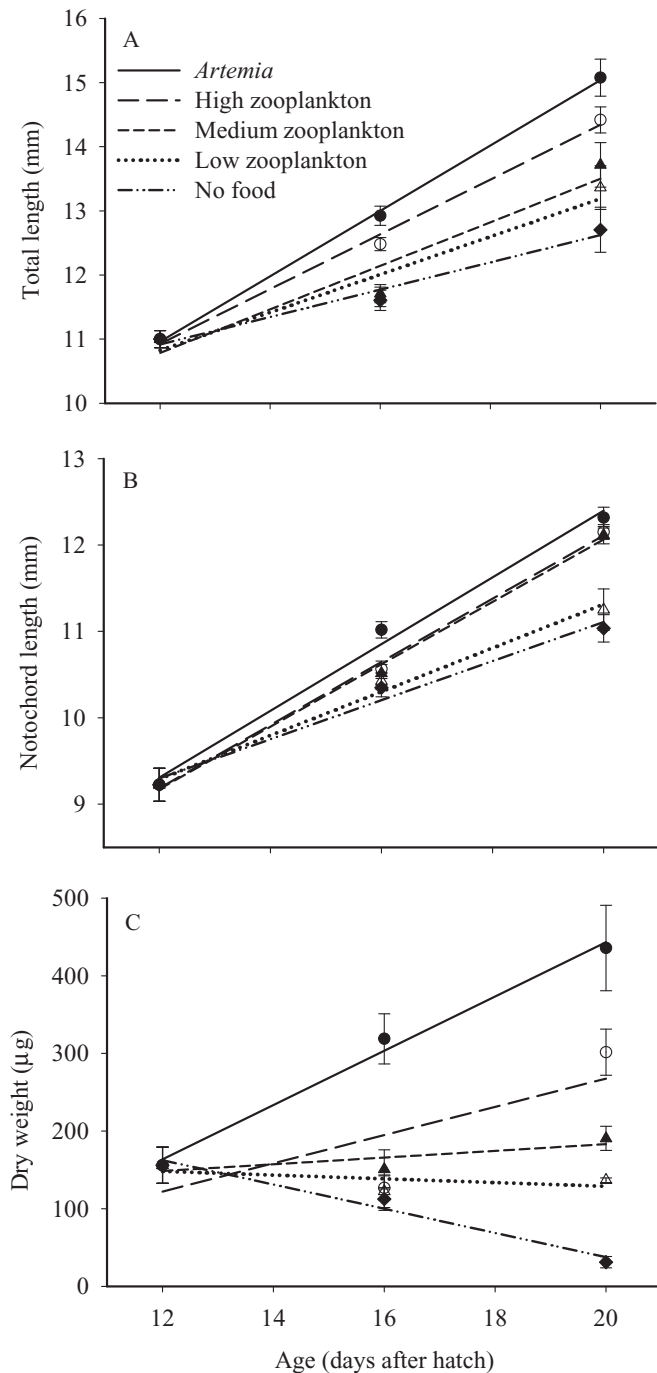 A
Artemia
High zooplankton
Medium zooplankton
Low zooplankton
No food
Total length (mm)
16
15
14
13
12
11
10
B
Notochord length (mm)
13
12
11
10
9
C
Dry weight (µg)
500
400
300
200
100
0
12 14 16 18 20
Age (days after hatch)